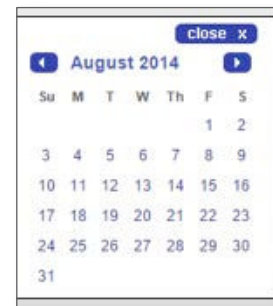 close x
August 2014
Su M T W Th F S
1 2
3 4 5 6 7 8 9
10 11 12 13 14 15 16
17 18 19 20 21 22 23
24 25 26 27 28 29 30
31